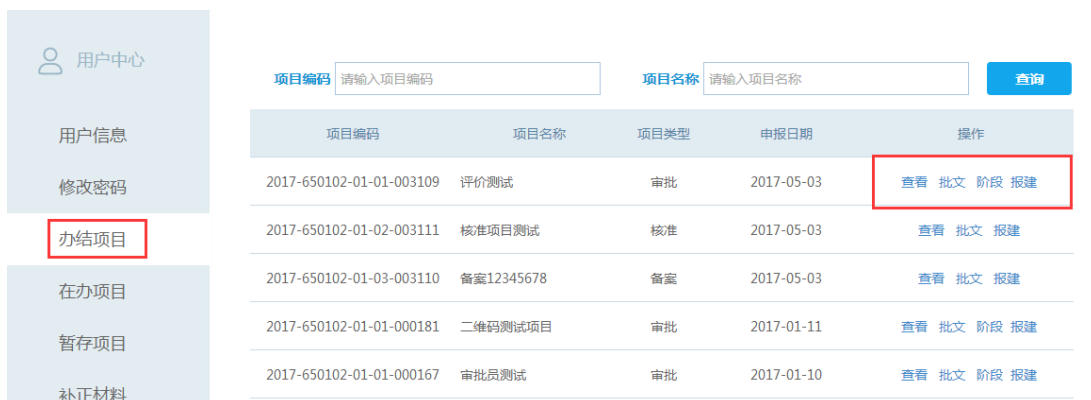 用户中心
用户信息
修改密码
办结项目
在办项目
暂存项目
补正材料
项目编码 请输入项目编码 项目名称 请输入项目名称 查询
项目编码 项目名称 项目类型 申报日期 操作
2017-650102-01-01-003109 评价测试 审批 2017-05-03 查看 批文 阶段 报建
2017-650102-01-02-003111 核准项目测试 核准 2017-05-03 查看 批文 报建
2017-650102-01-03-003110 备案12345678 备案 2017-05-03 查看 批文 报建
2017-650102-01-01-000181 二维码测试项目 审批 2017-01-11 查看 批文 阶段 报建
2017-650102-01-01-000167 审批员测试 审批 2017-01-10 查看 批文 阶段 报建